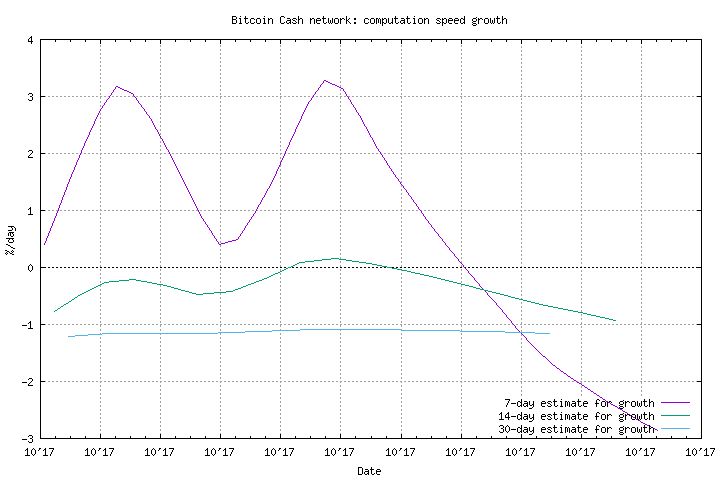 Bitcoin Cash network: computation speed growth
4
3
2
1
0
-1
-2
-3
%/day
7-day estimate for growth
14-day estimate for growth
30-day estimate for growth
10'17 10'17 10'17 10'17 10'17 10'17 10'17 10'17 10'17 10'17 10'17 10'17
Date